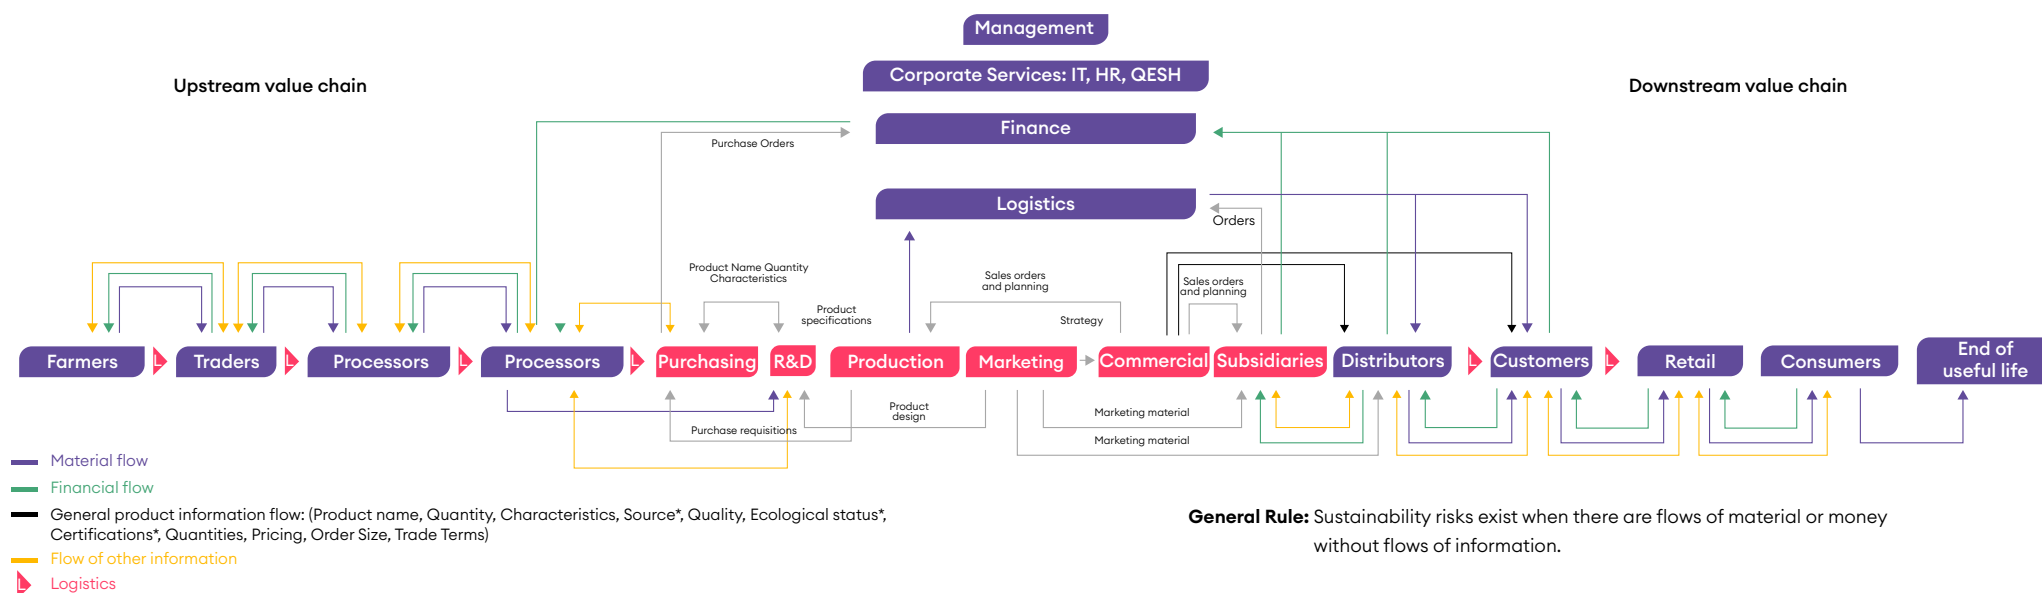 Management
Corporate Services: IT, HR, QESH
Upstream value chain
Downstream value chain
Finance
Purchase Orders
Logistics
Orders
Product Name Quantity
Characteristics
Sales orders
and planning
Sales orders
and planning
Product
specifications
Strategy
Farmers
L
Traders
L
Processors
L
Processors
L
Purchasing
R&D
Production
Marketing
Commercial
Subsidiaries
Distributors
L
Customers
L
Retail
Consumers
End of
useful life
Product
design
Marketing material
Purchase requisitions
Marketing material
Material flow
Financial flow
General product information flow: (Product name, Quantity, Characteristics, Source*, Quality, Ecological status*,
Certifications*, Quantities, Pricing, Order Size, Trade Terms)
Flow of other information
L
Logistics
General Rule: Sustainability risks exist when there are flows of material or money
without flows of information.